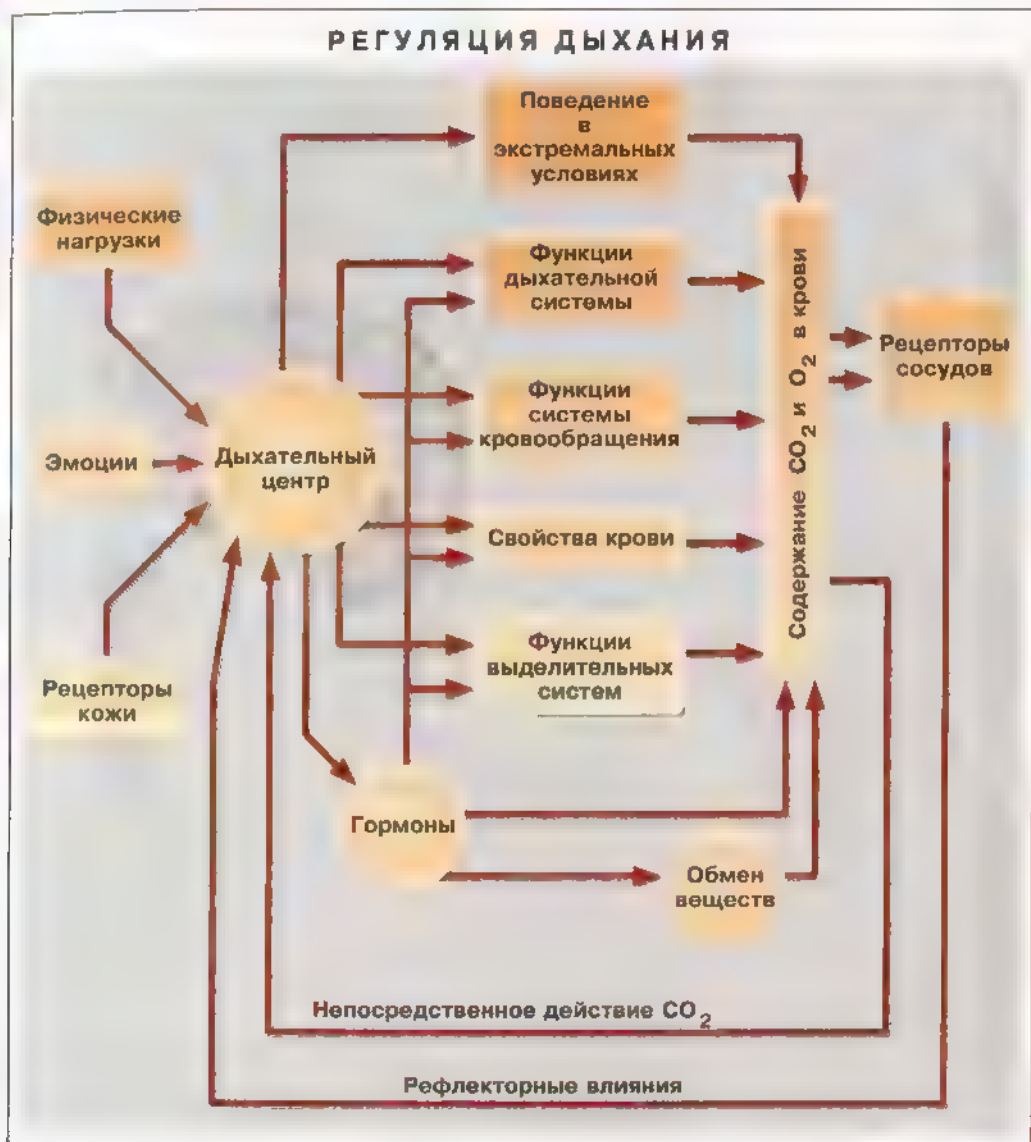 РЕГУЛЯЦИЯ ДЫХАНИЯ
Поведение
в
экстремальных
условиях
Физические
нагрузки
Функции
дыхательной
системы
Содержание CO2 и O2 в крови
Рецепторы
сосудов
Функции
системы
кровообращения
Эмоции
Дыхательный
центр
Свойства крови
Функции
выделительных
систем
Рецепторы
кожи
Гормоны
Обмен
веществ
Непосредственное действие CO2
Рефлекторные влияния